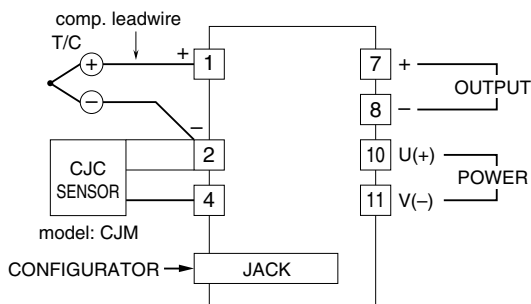 comp. leadwire
T/C
+ + 1
−
−
CJC
SENSOR
2
4
model: CJM
CONFIGURATOR
JACK
7 +
8 −
OUTPUT
10 U(+)
11 V(−)
POWER